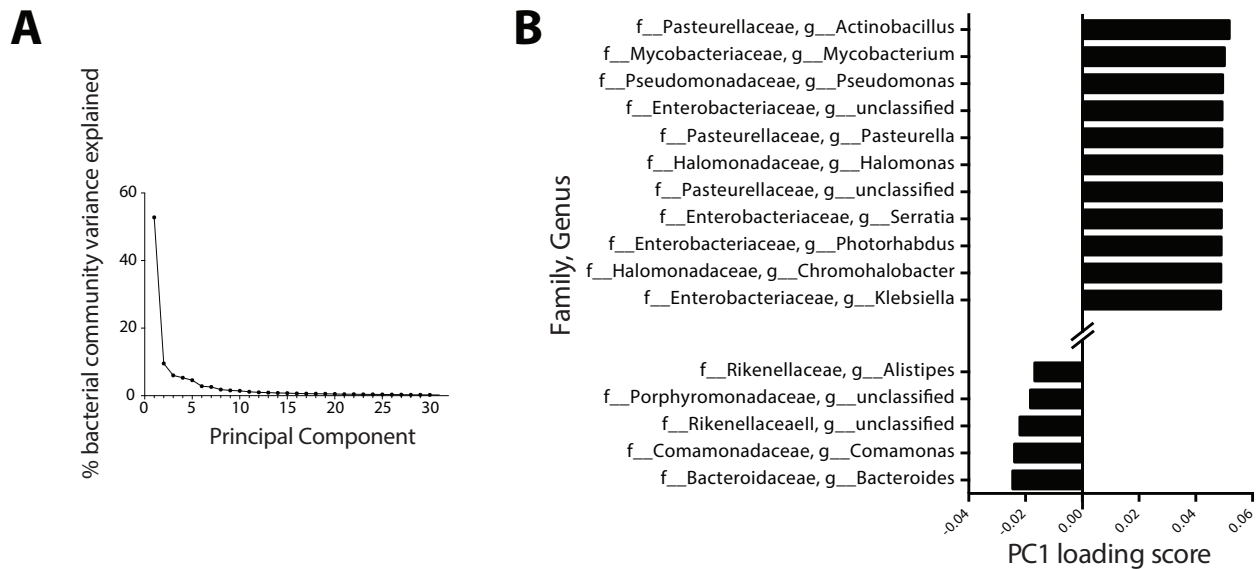 A
% bacterial community variance explained
60
40
20
0
0 5 10 15 20 25 30
Principal Component
B
Family, Genus
f__Pasteurellaceae, g__Actinobacillus
f__Mycobacteriaceae, g__Mycobacterium
f__Pseudomonadaceae, g__Pseudomonas
f__Enterobacteriaceae, g__unclassified
f__Pasteurellaceae, g__Pasteurella
f__Halomonadaceae, g__Halomonas
f__Pasteurellaceae, g__unclassified
f__Enterobacteriaceae, g__Serratia
f__Enterobacteriaceae, g__Photorhabdus
f__Halomonadaceae, g__Chromohalobacter
f__Enterobacteriaceae, g__Klebsiella
f__Rikenellaceae, g__Alistipes
f__Porphyromonadaceae, g__unclassified
f__RikenellaceaeII, g__unclassified
f__Comamonadaceae, g__Comamonas
f__Bacteroidaceae, g__Bacteroides
-0.04 -0.02 0.00 0.02 0.04 0.06
PC1 loading score